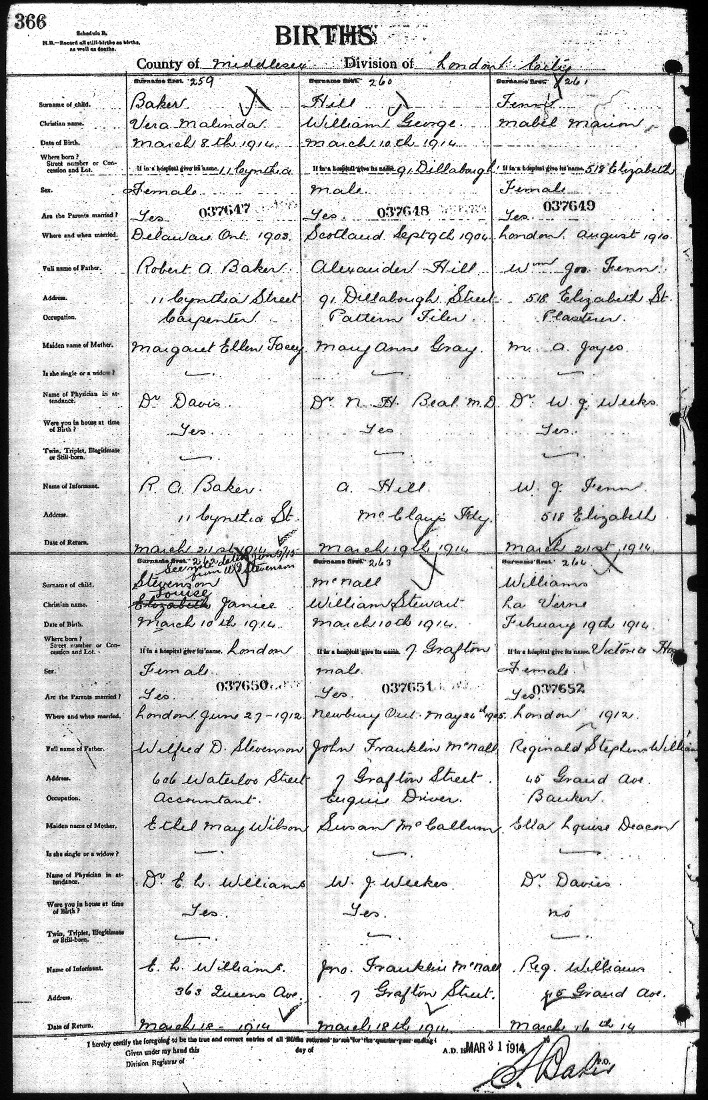 366
Schedule B.
N.B.—Record all still-births as births, as well as deaths.
BIRTHS
County of Middlesex Division of London City
Surname first. 259 Surname first. 260 Surname first. 261
Surname of child. Baker Hill Fenn
Christian name. Vera Malinda William George Mabel Marion
Date of Birth. March 8th 1914 March 10th 1914
Where born? Street number or Concession and Lot. If in a hospital give its name. 11 Cynthia If in a hospital give its name. 91 Dillabough If in a hospital give its name. 518 Elizabeth
Sex. Female Male Female
Are the Parents married? Yes 037647 Yes. 037648 Yes. 037649
Where and when married. Delaware Ont. 1903. Scotland Sept 9th 1904 London August 1910
Full name of Father. Robert A. Baker Alexander Hill Wm Jos. Fenn
Address. 11 Cynthia Street 91 Dillabough Street 518 Elizabeth St.
Occupation. Carpenter Pattern Filer Plasterer.
Maiden name of Mother. Margaret Ellen Facey. Mary Anne Gray. M. A. Joyes
Is she single or a widow? — — —
Name of Physician in attendance. Dr Davis Dr N. H. Beal M.D. Dr W. J. Weeks
Were you in house at time of Birth? Yes. Yes. Yes.
Twin, Triplet, Illegitimate or Still-born. — — —
Name of Informant. R. A. Baker A. Hill W. J. Fenn
Address. 11 Cynthia St. McClarys Fdy. 518 Elizabeth
Date of Return. March 21st 1914 March 19th 1914 March 21st 1914.
Surname first. 262 Surname first. 263 Surname first. 264
See note dated from W D Stevenson
Surname of child. Stevenson McNall Williams
Louise
Christian name. Elizabeth Janice William Stewart La Verne
Date of Birth. March 10th 1914. March 10th 1914. February 19th 1914.
Where born? Street number or Concession and Lot. If in a hospital give its name. London If in a hospital give its name. 7 Grafton If in a hospital give its name. Victoria Hos
Sex. Female Male Female
Are the Parents married? Yes. 037650 Yes. 037651 Yes. 037652
Where and when married. London June 27-1912. Newbury Ont. May 24th 1905. London 1912.
Full name of Father. Wilfred D. Stevenson John Franklin McNall Reginald Stephens William
Address. 606 Waterloo Street 7 Grafton Street. 45 Grand Ave.
Occupation. Accountant. Engine Driver. Banker
Maiden name of Mother. Ethel May Wilson Susan McCallum Ella Louise Deacon
Is she single or a widow? — — —
Name of Physician in attendance. Dr E. L. Williams W. J. Weekes Dr Davies
Were you in house at time of Birth? Yes. Yes. no
Twin, Triplet, Illegitimate or Still-born. — — —
Name of Informant. E. L. Williams. Jno. Franklin McNall Reg. Williams
Address. 363 Queens Ave. 7 Grafton Street. 45 Grand Ave.
Date of Return. March 18- 1914 March 18th 1914. March 16th 14
I hereby certify the foregoing to be the true and correct entries of all Births returned to me for the quarter year ending
Given under my hand this day of A.D. MAR 31 1914
Division Registrar of
S. Baker